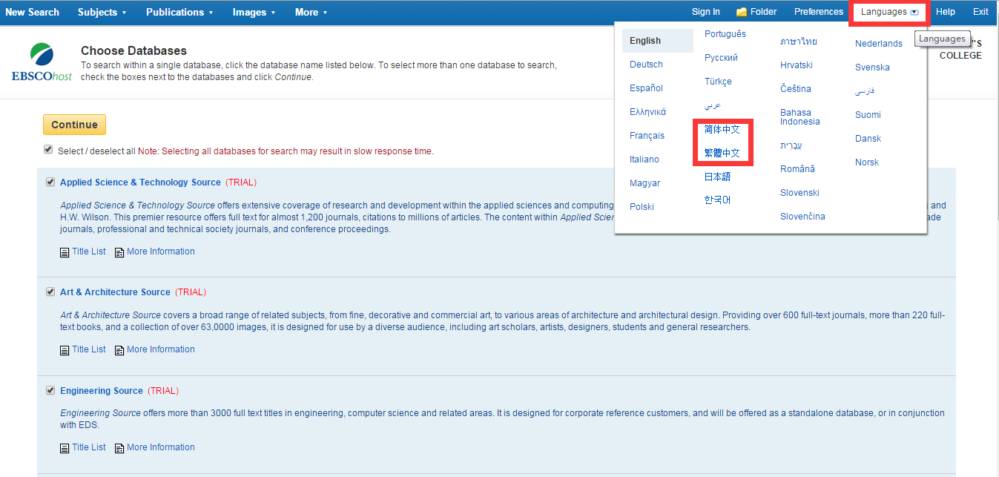 New Search Subjects Publications Images More Sign In Folder Preferences Languages Help Exit
Languages
'S
COLLEGE
English
Deutsch
Español
Ελληνικά
Français
Italiano
Magyar
Polski
Português
Русский
Türkçe
عربي
简体中文
繁體中文
日本語
한국어
ภาษาไทย
Hrvatski
Čeština
Bahasa
Indonesia
עִבְרִית
Română
Slovenski
Slovenčina
Nederlands
Svenska
فارسی
Suomi
Dansk
Norsk
EBSCOhost
Choose Databases
To search within a single database, click the database name listed below. To select more than one database to search,
check the boxes next to the databases and click Continue.
Continue
Select / deselect all Note: Selecting all databases for search may result in slow response time.
Applied Science & Technology Source (TRIAL)
Applied Science & Technology Source offers extensive coverage of research and development within the applied sciences and computing and
H.W. Wilson. This premier resource offers full text for almost 1,200 journals, citations to millions of articles. The content within Applied
journals, professional and technical society journals, and conference proceedings.
Title List More Information
Art & Architecture Source (TRIAL)
Art & Architecture Source covers a broad range of related subjects, from fine, decorative and commercial art, to various areas of architecture and architectural design. Providing over 600 full-text journals, more than 220 full-
text books, and a collection of over 63,0000 images, it is designed for use by a diverse audience, including art scholars, artists, designers, students and general researchers.
Title List More Information
Engineering Source (TRIAL)
Engineering Source offers more than 3000 full text titles in engineering, computer science and related areas. It is designed for corporate reference customers, and will be offered as a standalone database, or in conjunction
with EDS.
Title List More Information